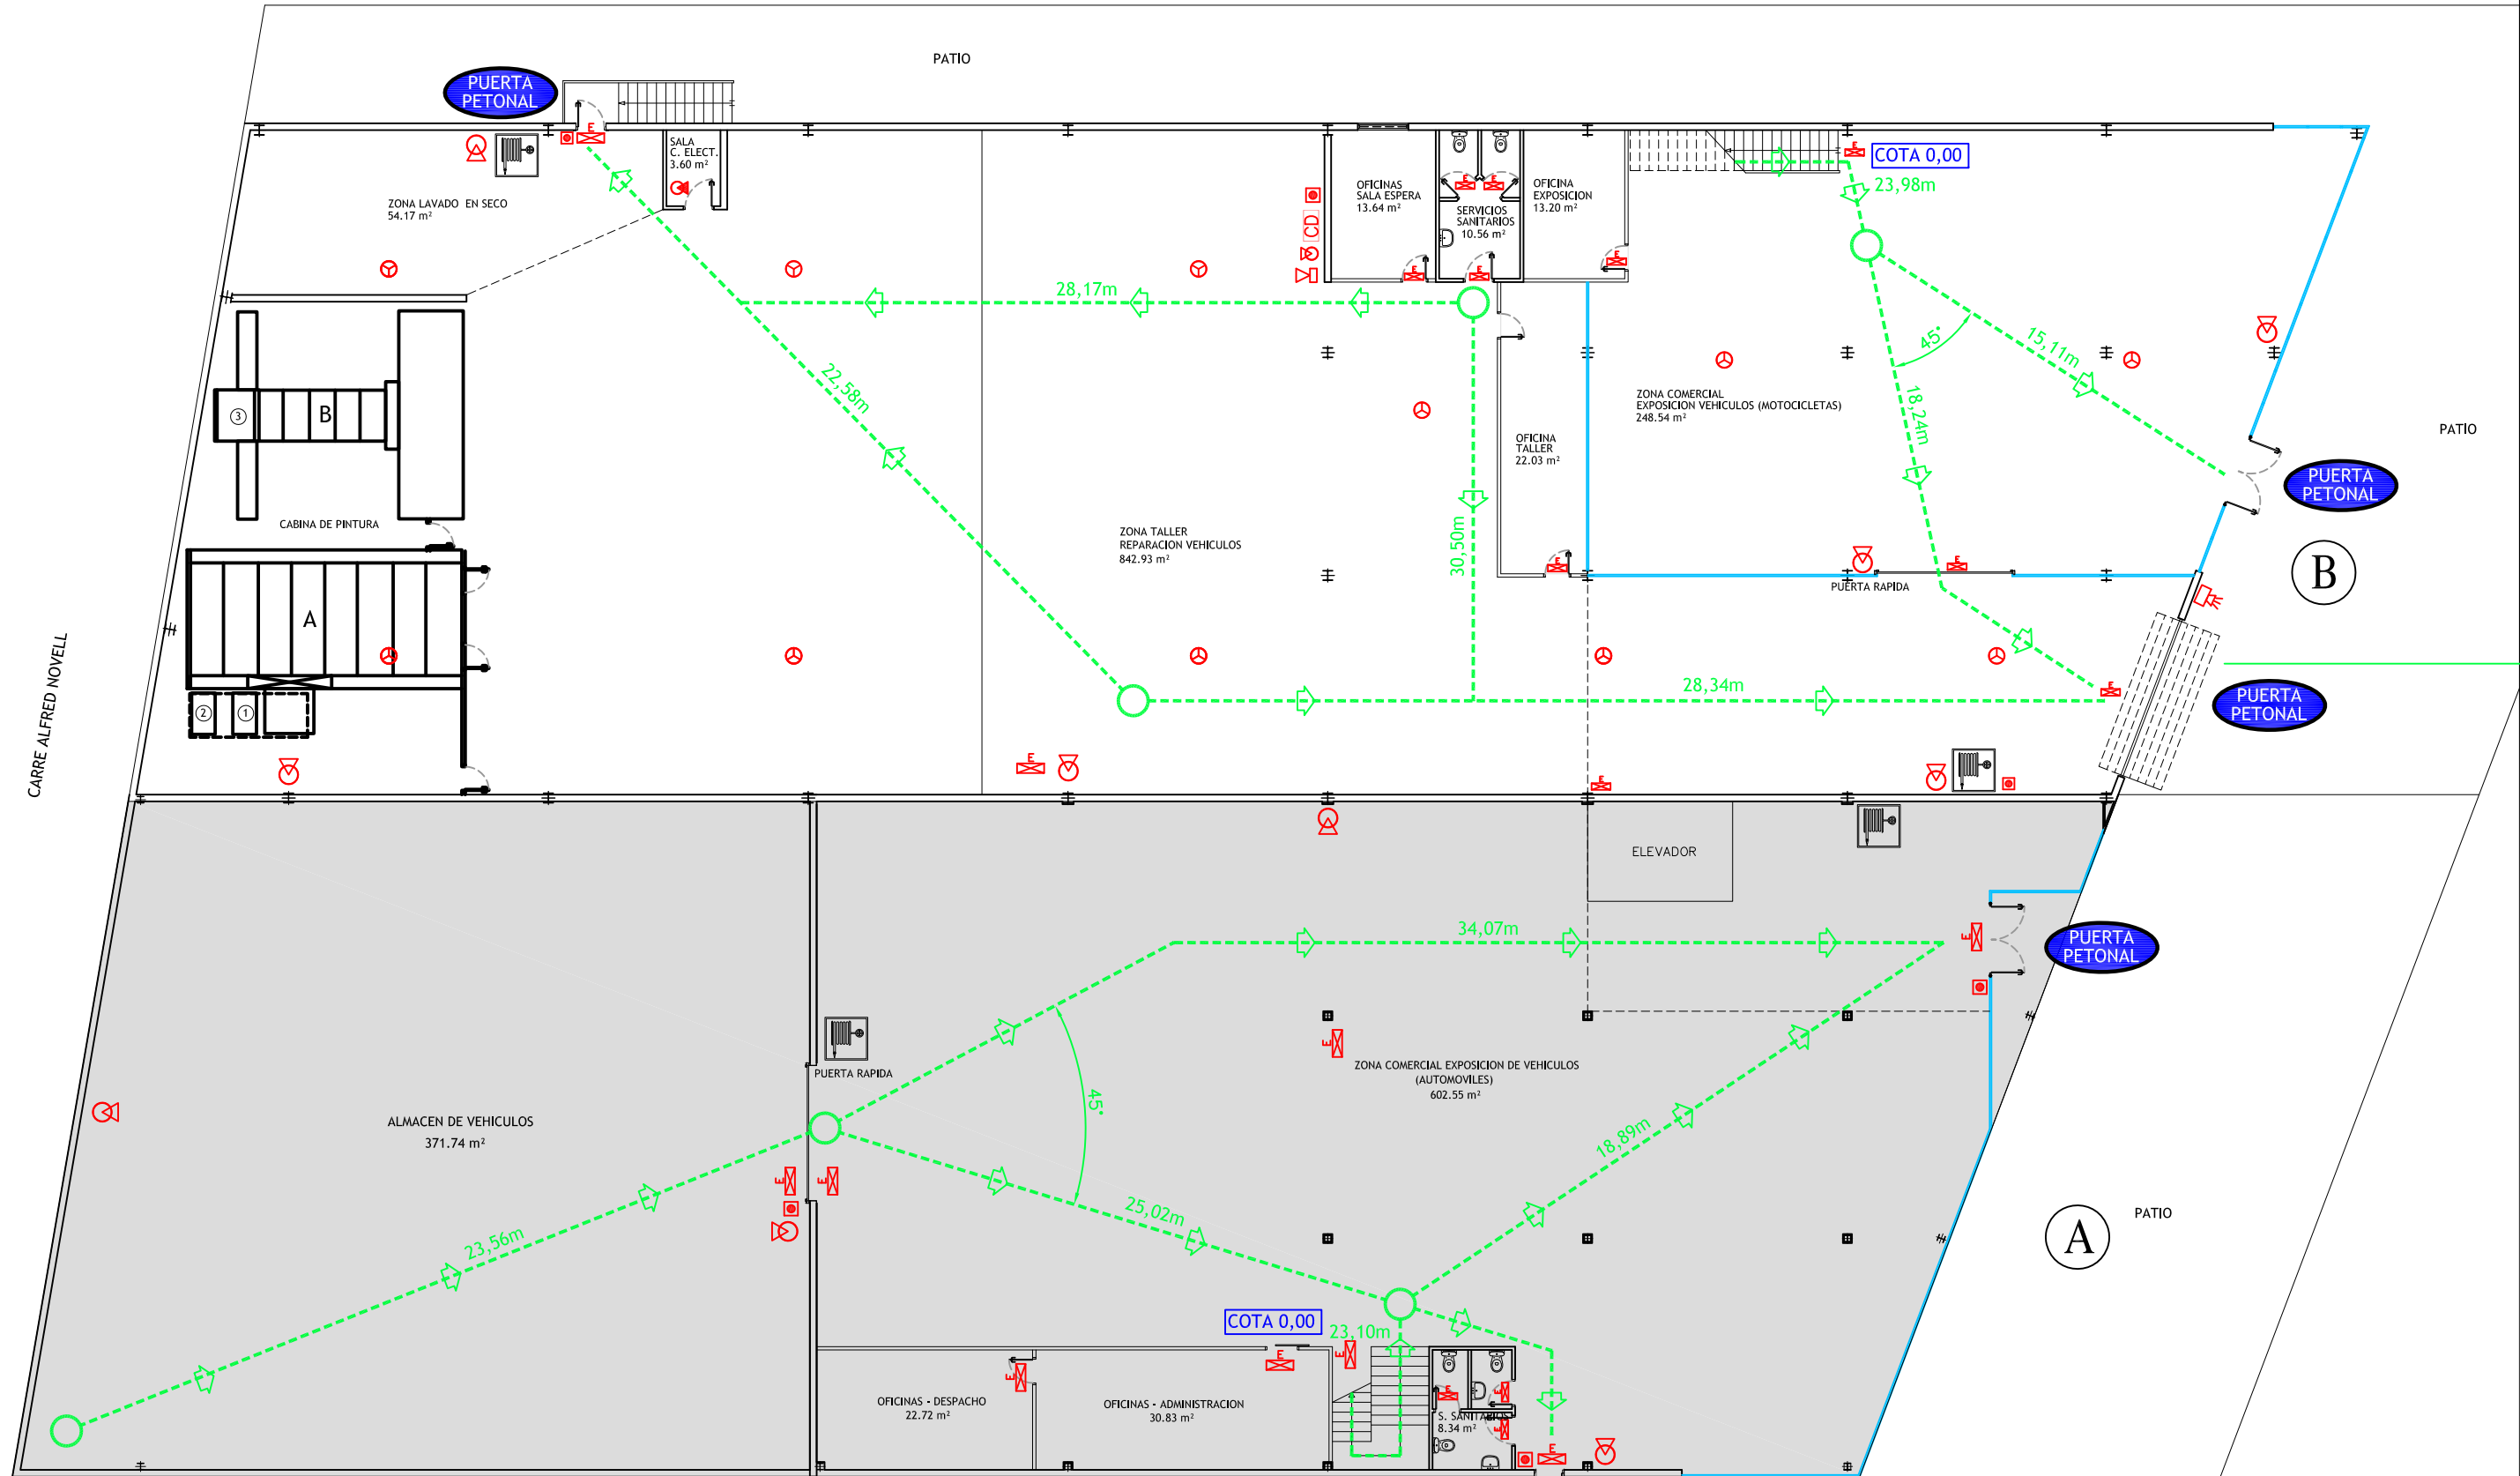 PATIO
PUERTA
PETONAL
E
SALA
C. ELECT.
3.60 m²
ZONA LAVADO EN SECO
54.17 m²
CD
OFICINAS
SALA ESPERA
13.64 m²
E
E
E
SERVICIOS
SANITARIOS
10.56 m²
E
OFICINA
EXPOSICION
13.20 m²
E
E
COTA 0,00
23,98m
28,17m
22,58m
30,50m
45°
15,11m
18,24m
3
B
CABINA DE PINTURA
A
2
1
ZONA COMERCIAL
EXPOSICION VEHICULOS (MOTOCICLETAS)
248.54 m²
OFICINA
TALLER
22.03 m²
E
ZONA TALLER
REPARACION VEHICULOS
842.93 m²
PATIO
PUERTA
PETONAL
B
E
PUERTA RAPIDA
28,34m
E
PUERTA
PETONAL
CARRE ALFRED NOVELL
E
E
ELEVADOR
34,07m
E
PUERTA
PETONAL
PUERTA RAPIDA
45°
E
ZONA COMERCIAL EXPOSICION DE VEHICULOS
(AUTOMOVILES)
602.55 m²
ALMACEN DE VEHICULOS
371.74 m²
E
E
18,89m
25,02m
23,56m
PATIO
A
COTA 0,00
23,10m
E
E
E
OFICINAS - DESPACHO
22.72 m²
OFICINAS - ADMINISTRACION
30.83 m²
E
E
S. SANITARIOS
8.34 m²
E
E